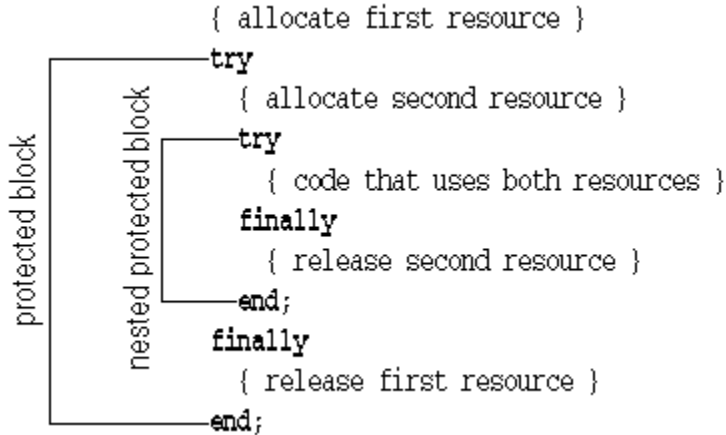 { allocate first resource }
try
{ allocate second resource }
try
{ code that uses both resources }
finally
{ release second resource }
end;
finally
{ release first resource }
end;
protected block
nested protected block